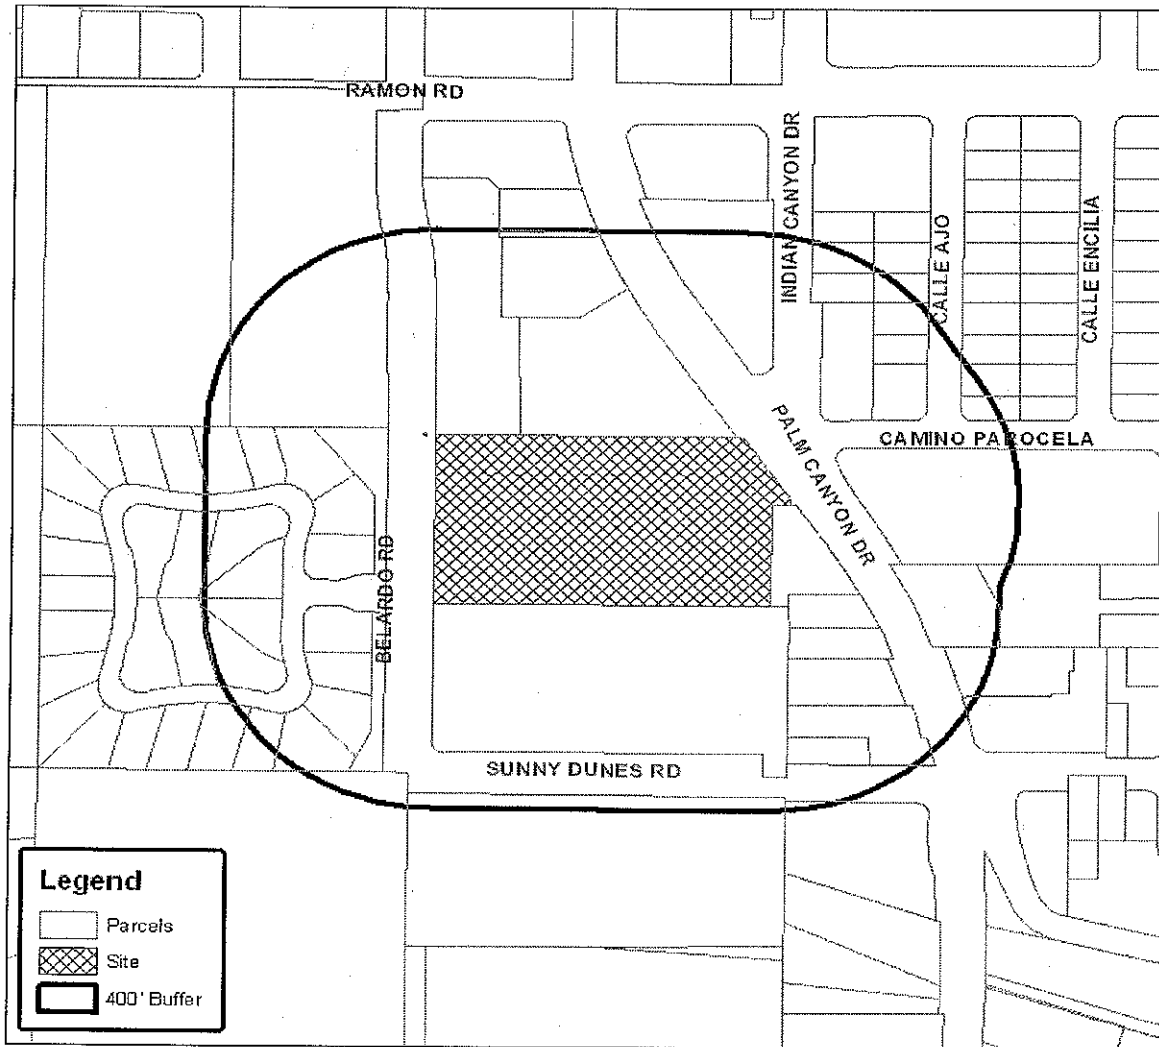 RAMON RD
INDIAN CANYON DR
CALLE AJO
CALLE ENCILIA
PALM CANYON DR
CAMINO PAROCELA
BELARDO RD
SUNNY DUNES RD
Legend
Parcels
Site
400' Buffer